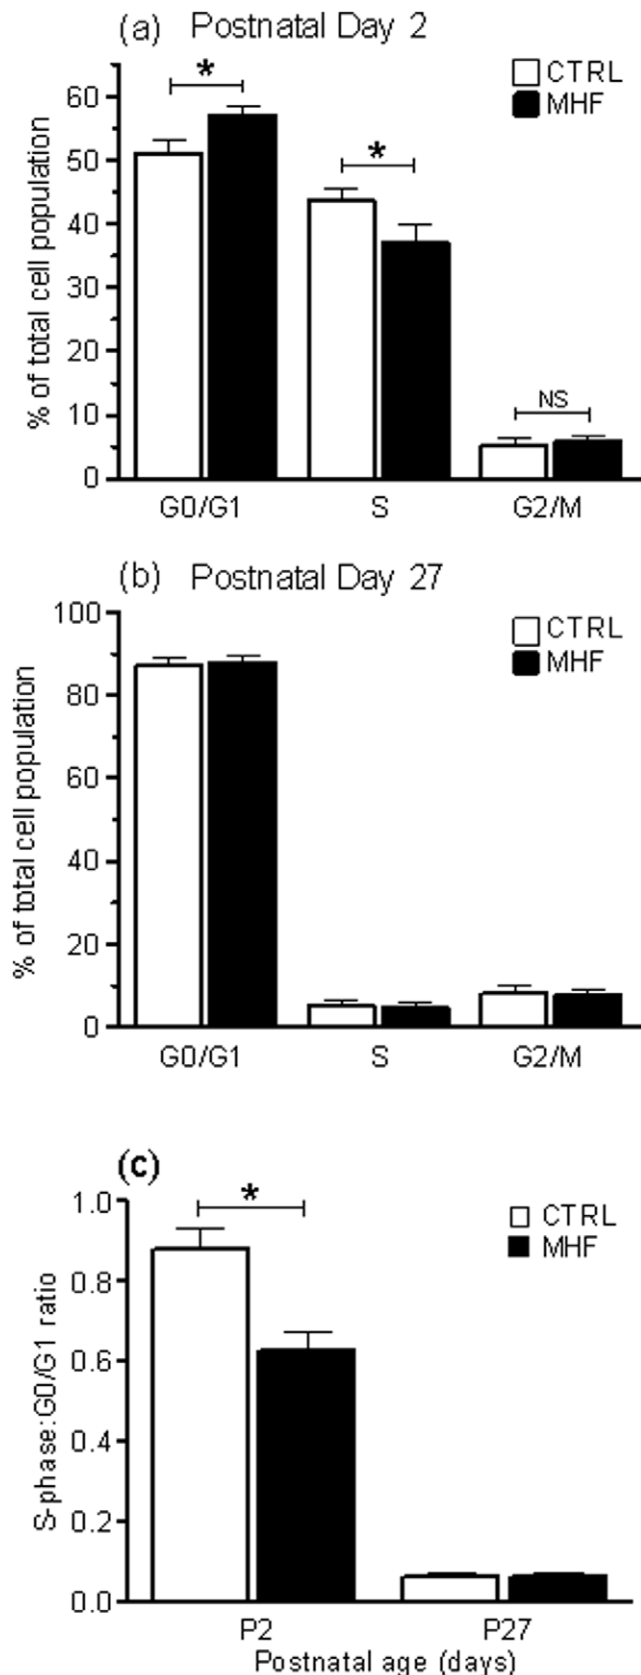 (a) Postnatal Day 2
CTRL
MHF
*
*
NS
% of total cell population
60
50
40
30
20
10
0
G0/G1 S G2/M
(b) Postnatal Day 27
CTRL
MHF
% of total cell population
100
80
60
40
20
0
G0/G1 S G2/M
(c)
*
CTRL
MHF
S-phase:G0/G1 ratio
1.0
0.8
0.6
0.4
0.2
0.0
P2 P27
Postnatal age (days)